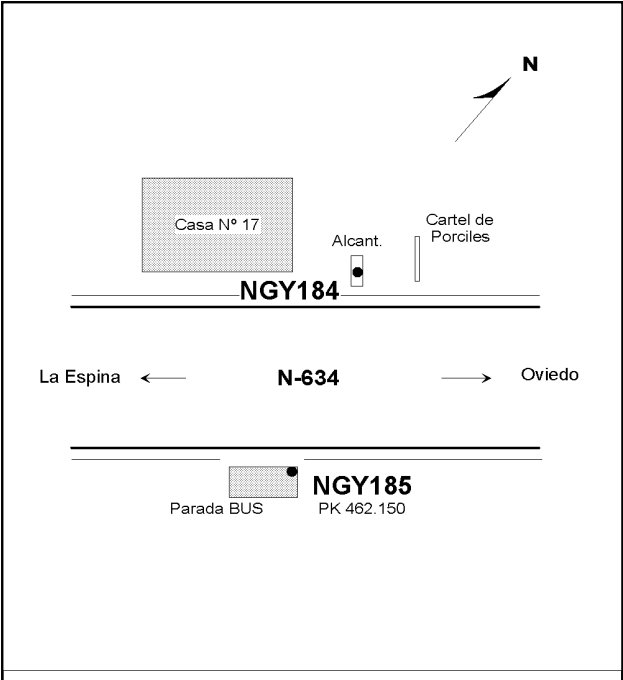 N
Casa Nº 17
Cartel de
Porciles
Alcant.
NGY184
La Espina
N-634
Oviedo
NGY185
Parada BUS
PK 462.150